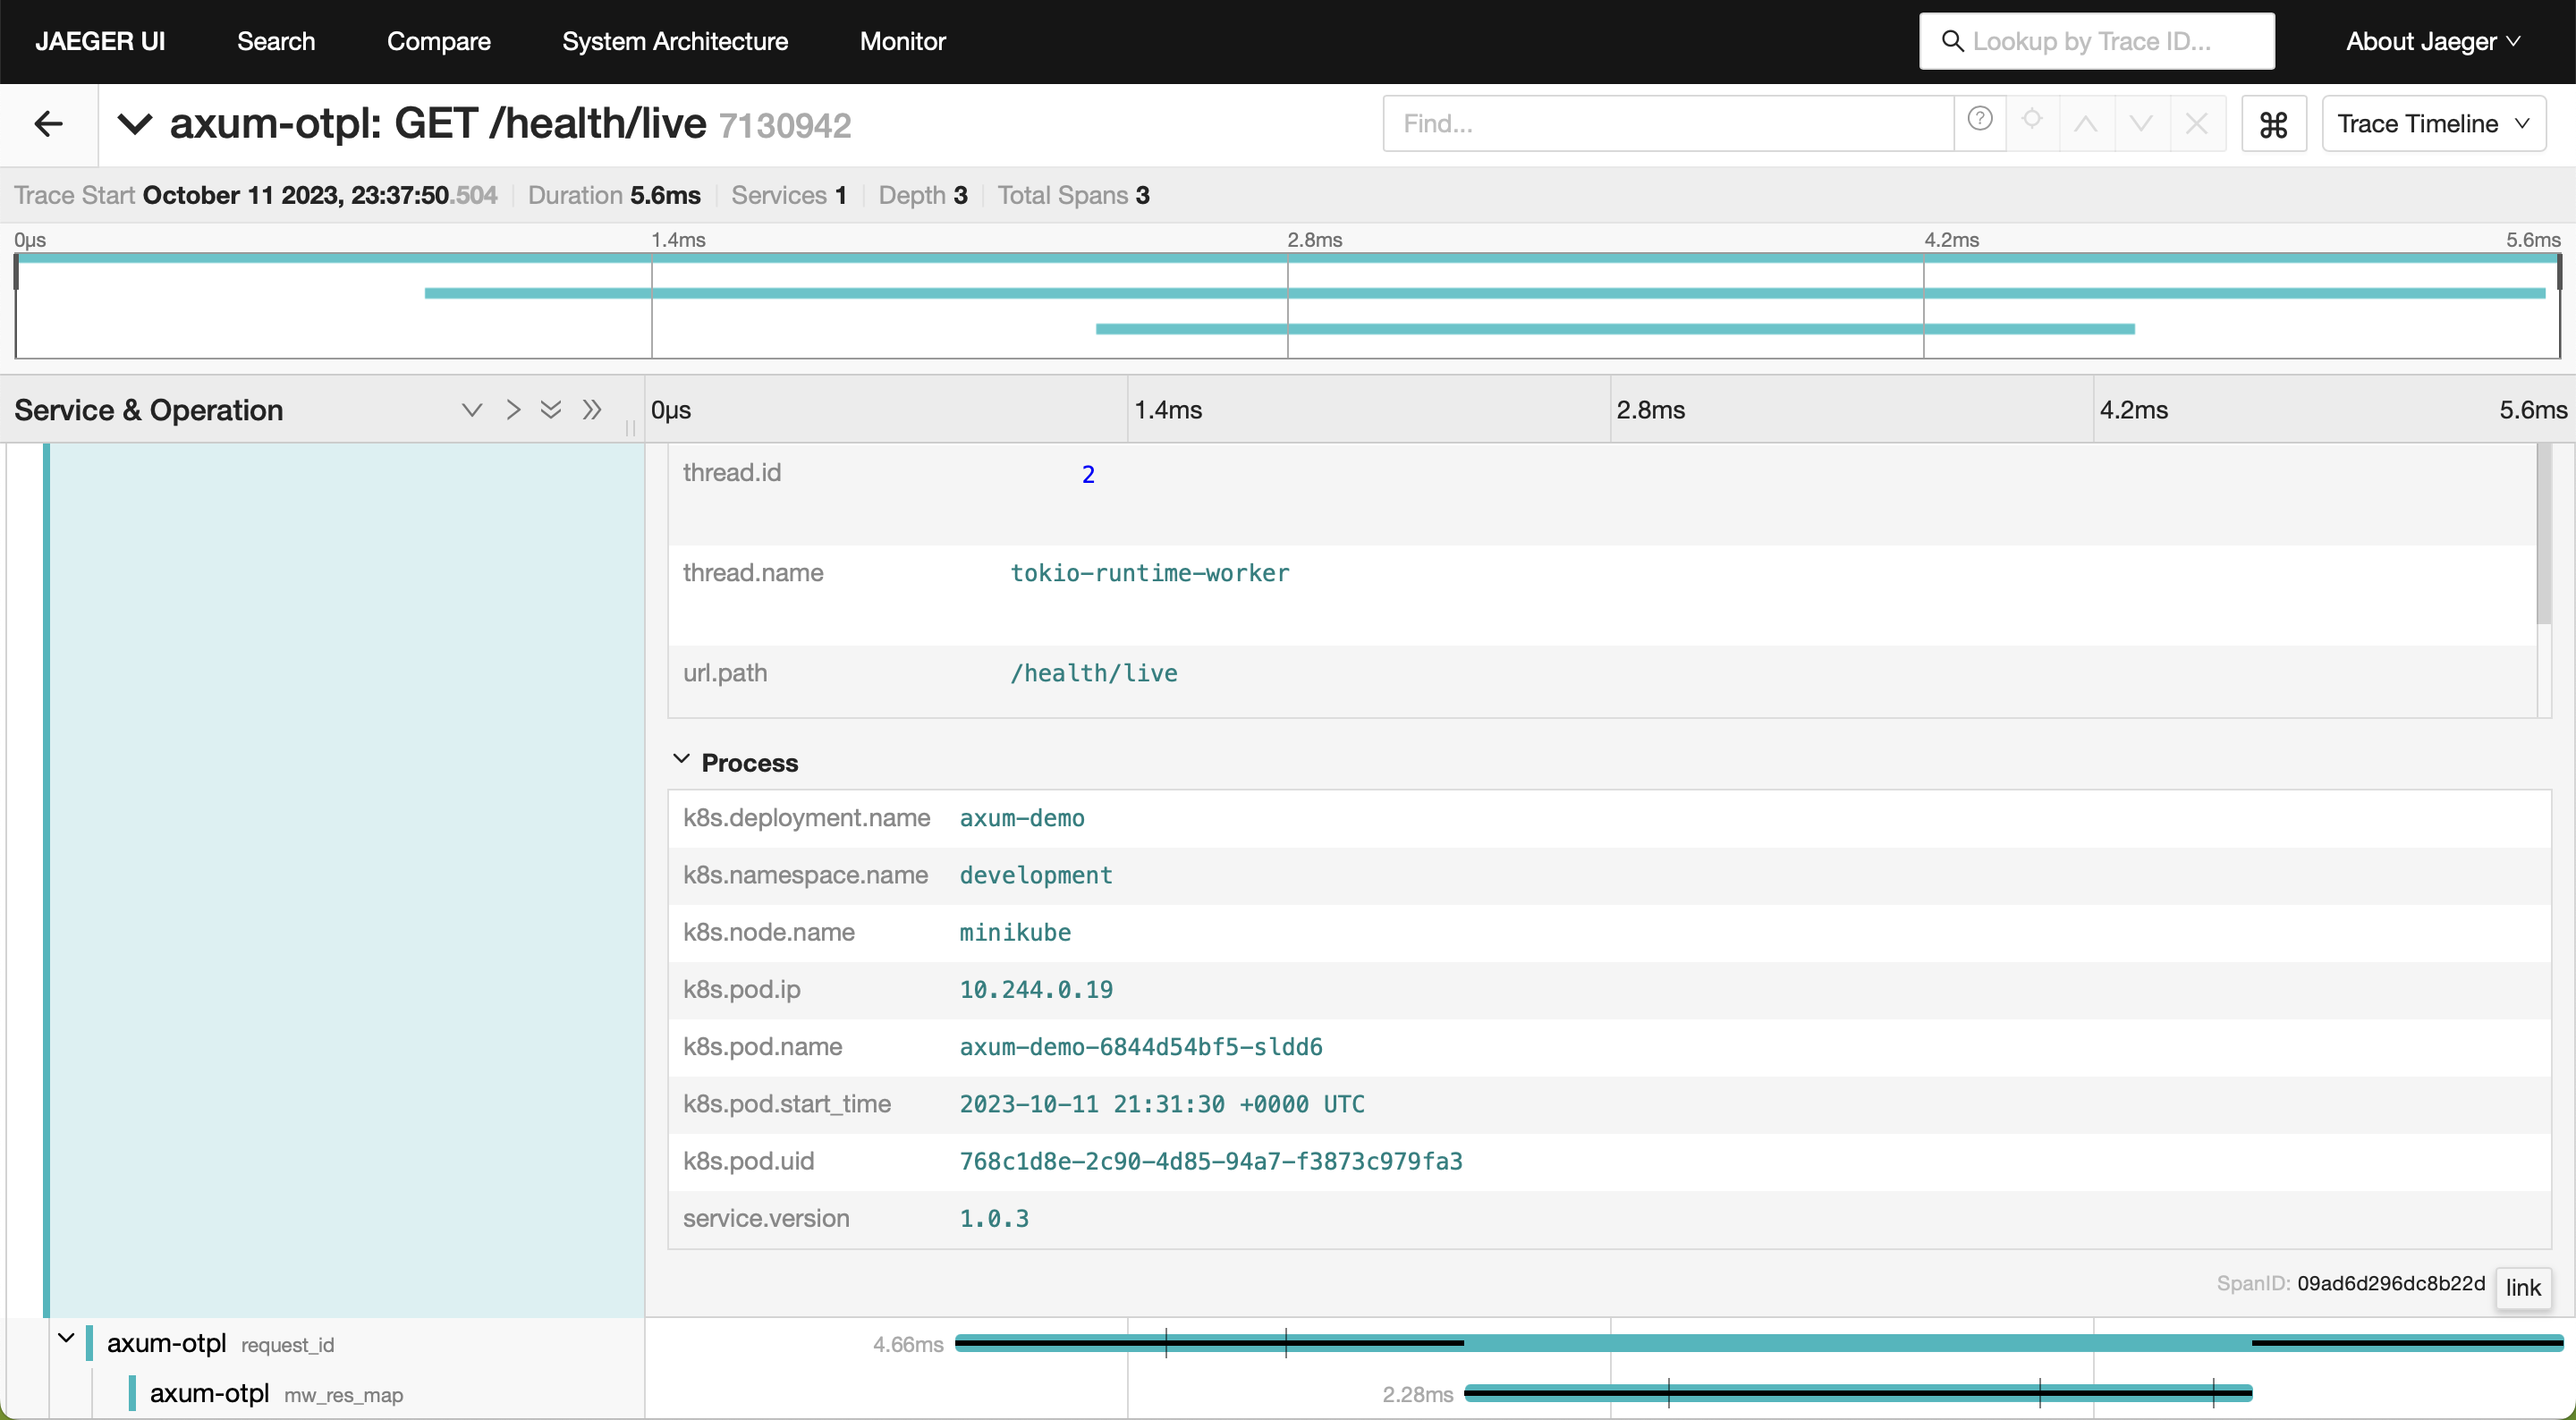 JAEGER UI Search Compare System Architecture Monitor Lookup by Trace ID... About Jaeger
axum-otpl: GET /health/live 7130942 Find... Trace Timeline
Trace Start October 11 2023, 23:37:50.504 Duration 5.6ms Services 1 Depth 3 Total Spans 3
0μs 1.4ms 2.8ms 4.2ms 5.6ms
Service & Operation 0μs 1.4ms 2.8ms 4.2ms 5.6ms
thread.id 2
thread.name tokio-runtime-worker
url.path /health/live
Process
k8s.deployment.name axum-demo
k8s.namespace.name development
k8s.node.name minikube
k8s.pod.ip 10.244.0.19
k8s.pod.name axum-demo-6844d54bf5-sldd6
k8s.pod.start_time 2023-10-11 21:31:30 +0000 UTC
k8s.pod.uid 768c1d8e-2c90-4d85-94a7-f3873c979fa3
service.version 1.0.3
SpanID: 09ad6d296dc8b22d link
axum-otpl request_id 4.66ms
axum-otpl mw_res_map 2.28ms